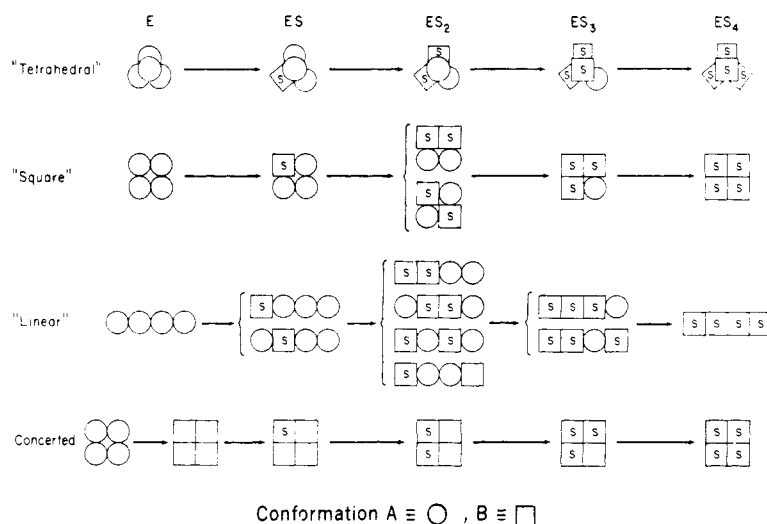 E ES ES₂ ES₃ ES₄
"Tetrahedral" S S S S S S S S S S
"Square" S S S
S S S S S
S S S S
S
"Linear" S S S S S S S S S S S
S S S S S S
S S
S
Concerted S S S S S S
S S S S
Conformation A ≡ ○ , B ≡ □